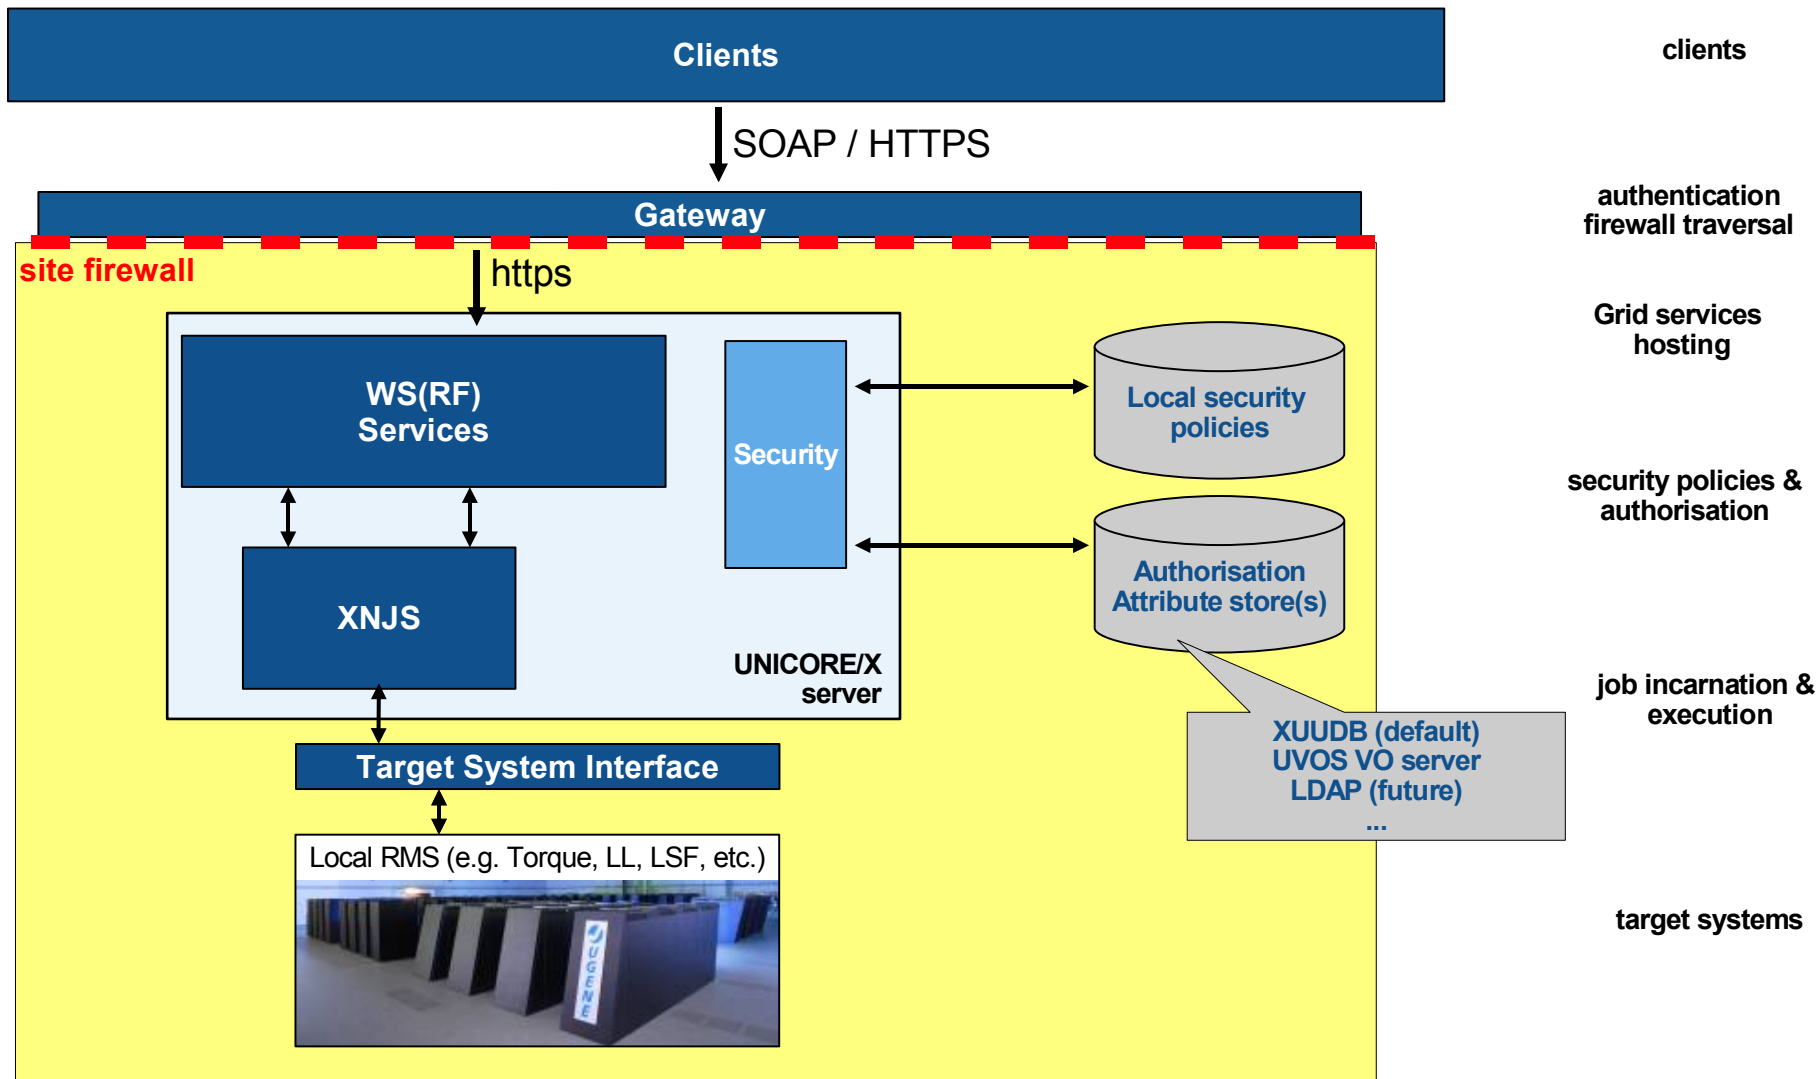 Clients
clients
SOAP / HTTPS
Gateway
authentication
firewall traversal
site firewall
https
Grid services
hosting
WS(RF)
Services
Security
Local security
policies
security policies &
authorisation
Authorisation
Attribute store(s)
XNJS
UNICORE/X
server
job incarnation &
execution
XUUDB (default)
UVOS VO server
LDAP (future)
...
Target System Interface
Local RMS (e.g. Torque, LL, LSF, etc.)
JUGENE
target systems